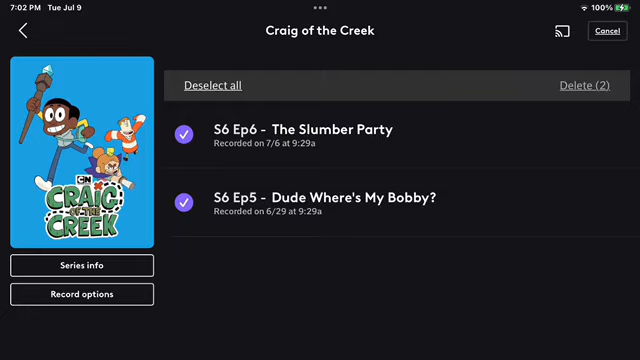 7:02 PM Tue Jul 9
100%
Craig of the Creek
Cancel
Deselect all
Delete (2)
S6 Ep6 - The Slumber Party
Recorded on 7/6 at 9:29a
S6 Ep5 - Dude Where's My Bobby?
Recorded on 6/29 at 9:29a
CN
CRAIG
OF THE
CREEK
Series info
Record options